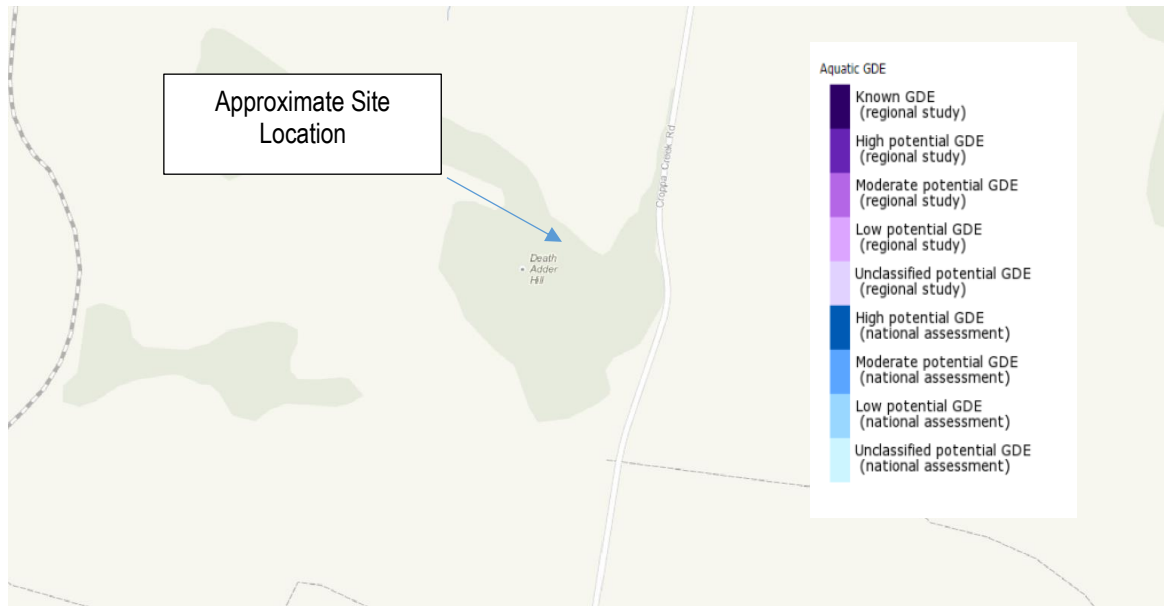 Approximate Site
Location
Croppa Creek Rd
Death
Adder
Hill
Aquatic GDE
Known GDE
(regional study)
High potential GDE
(regional study)
Moderate potential GDE
(regional study)
Low potential GDE
(regional study)
Unclassified potential GDE
(regional study)
High potential GDE
(national assessment)
Moderate potential GDE
(national assessment)
Low potential GDE
(national assessment)
Unclassified potential GDE
(national assessment)